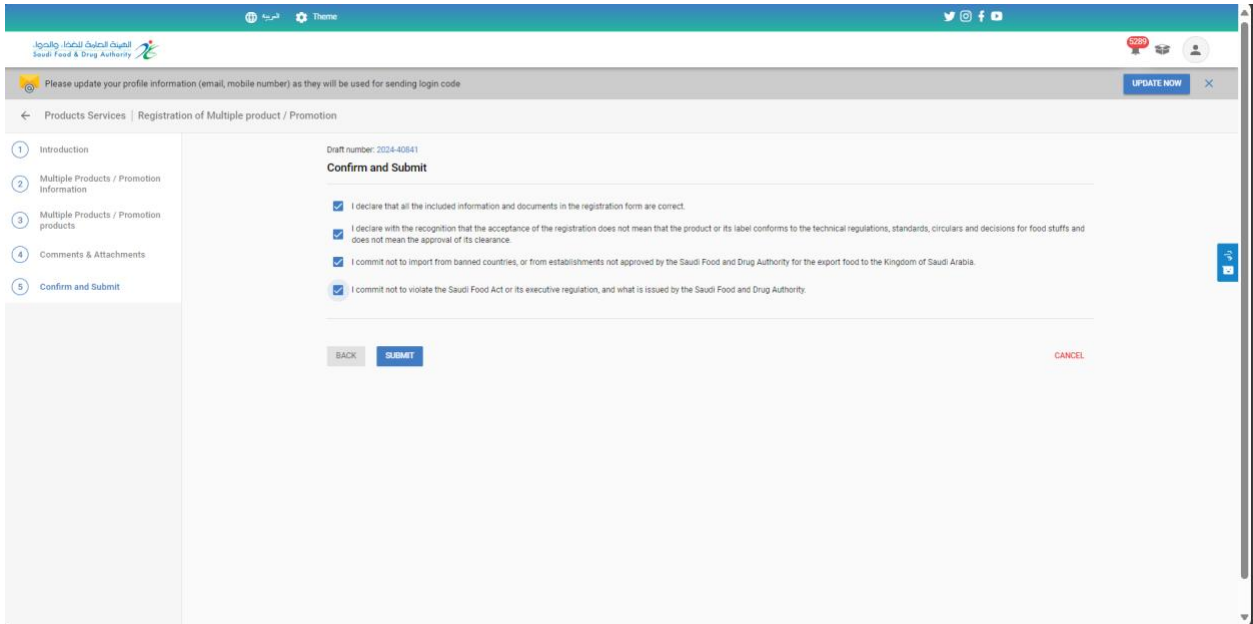 العربية Theme
الهيئة العامة للغذاء والدواء
Saudi Food & Drug Authority
5289
Please update your profile information (email, mobile number) as they will be used for sending login code
UPDATE NOW
Products Services | Registration of Multiple product / Promotion
1 Introduction
2 Multiple Products / Promotion
Information
3 Multiple Products / Promotion
products
4 Comments & Attachments
5 Confirm and Submit
Draft number: 2024-40841
Confirm and Submit
I declare that all the included information and documents in the registration form are correct.
I declare with the recognition that the acceptance of the registration does not mean that the product or its label conforms to the technical regulations, standards, circulars and decisions for food stuffs and
does not mean the approval of its clearance.
I commit not to import from banned countries, or from establishments not approved by the Saudi Food and Drug Authority for the export food to the Kingdom of Saudi Arabia.
I commit not to violate the Saudi Food Act or its executive regulation, and what is issued by the Saudi Food and Drug Authority.
BACK SUBMIT CANCEL